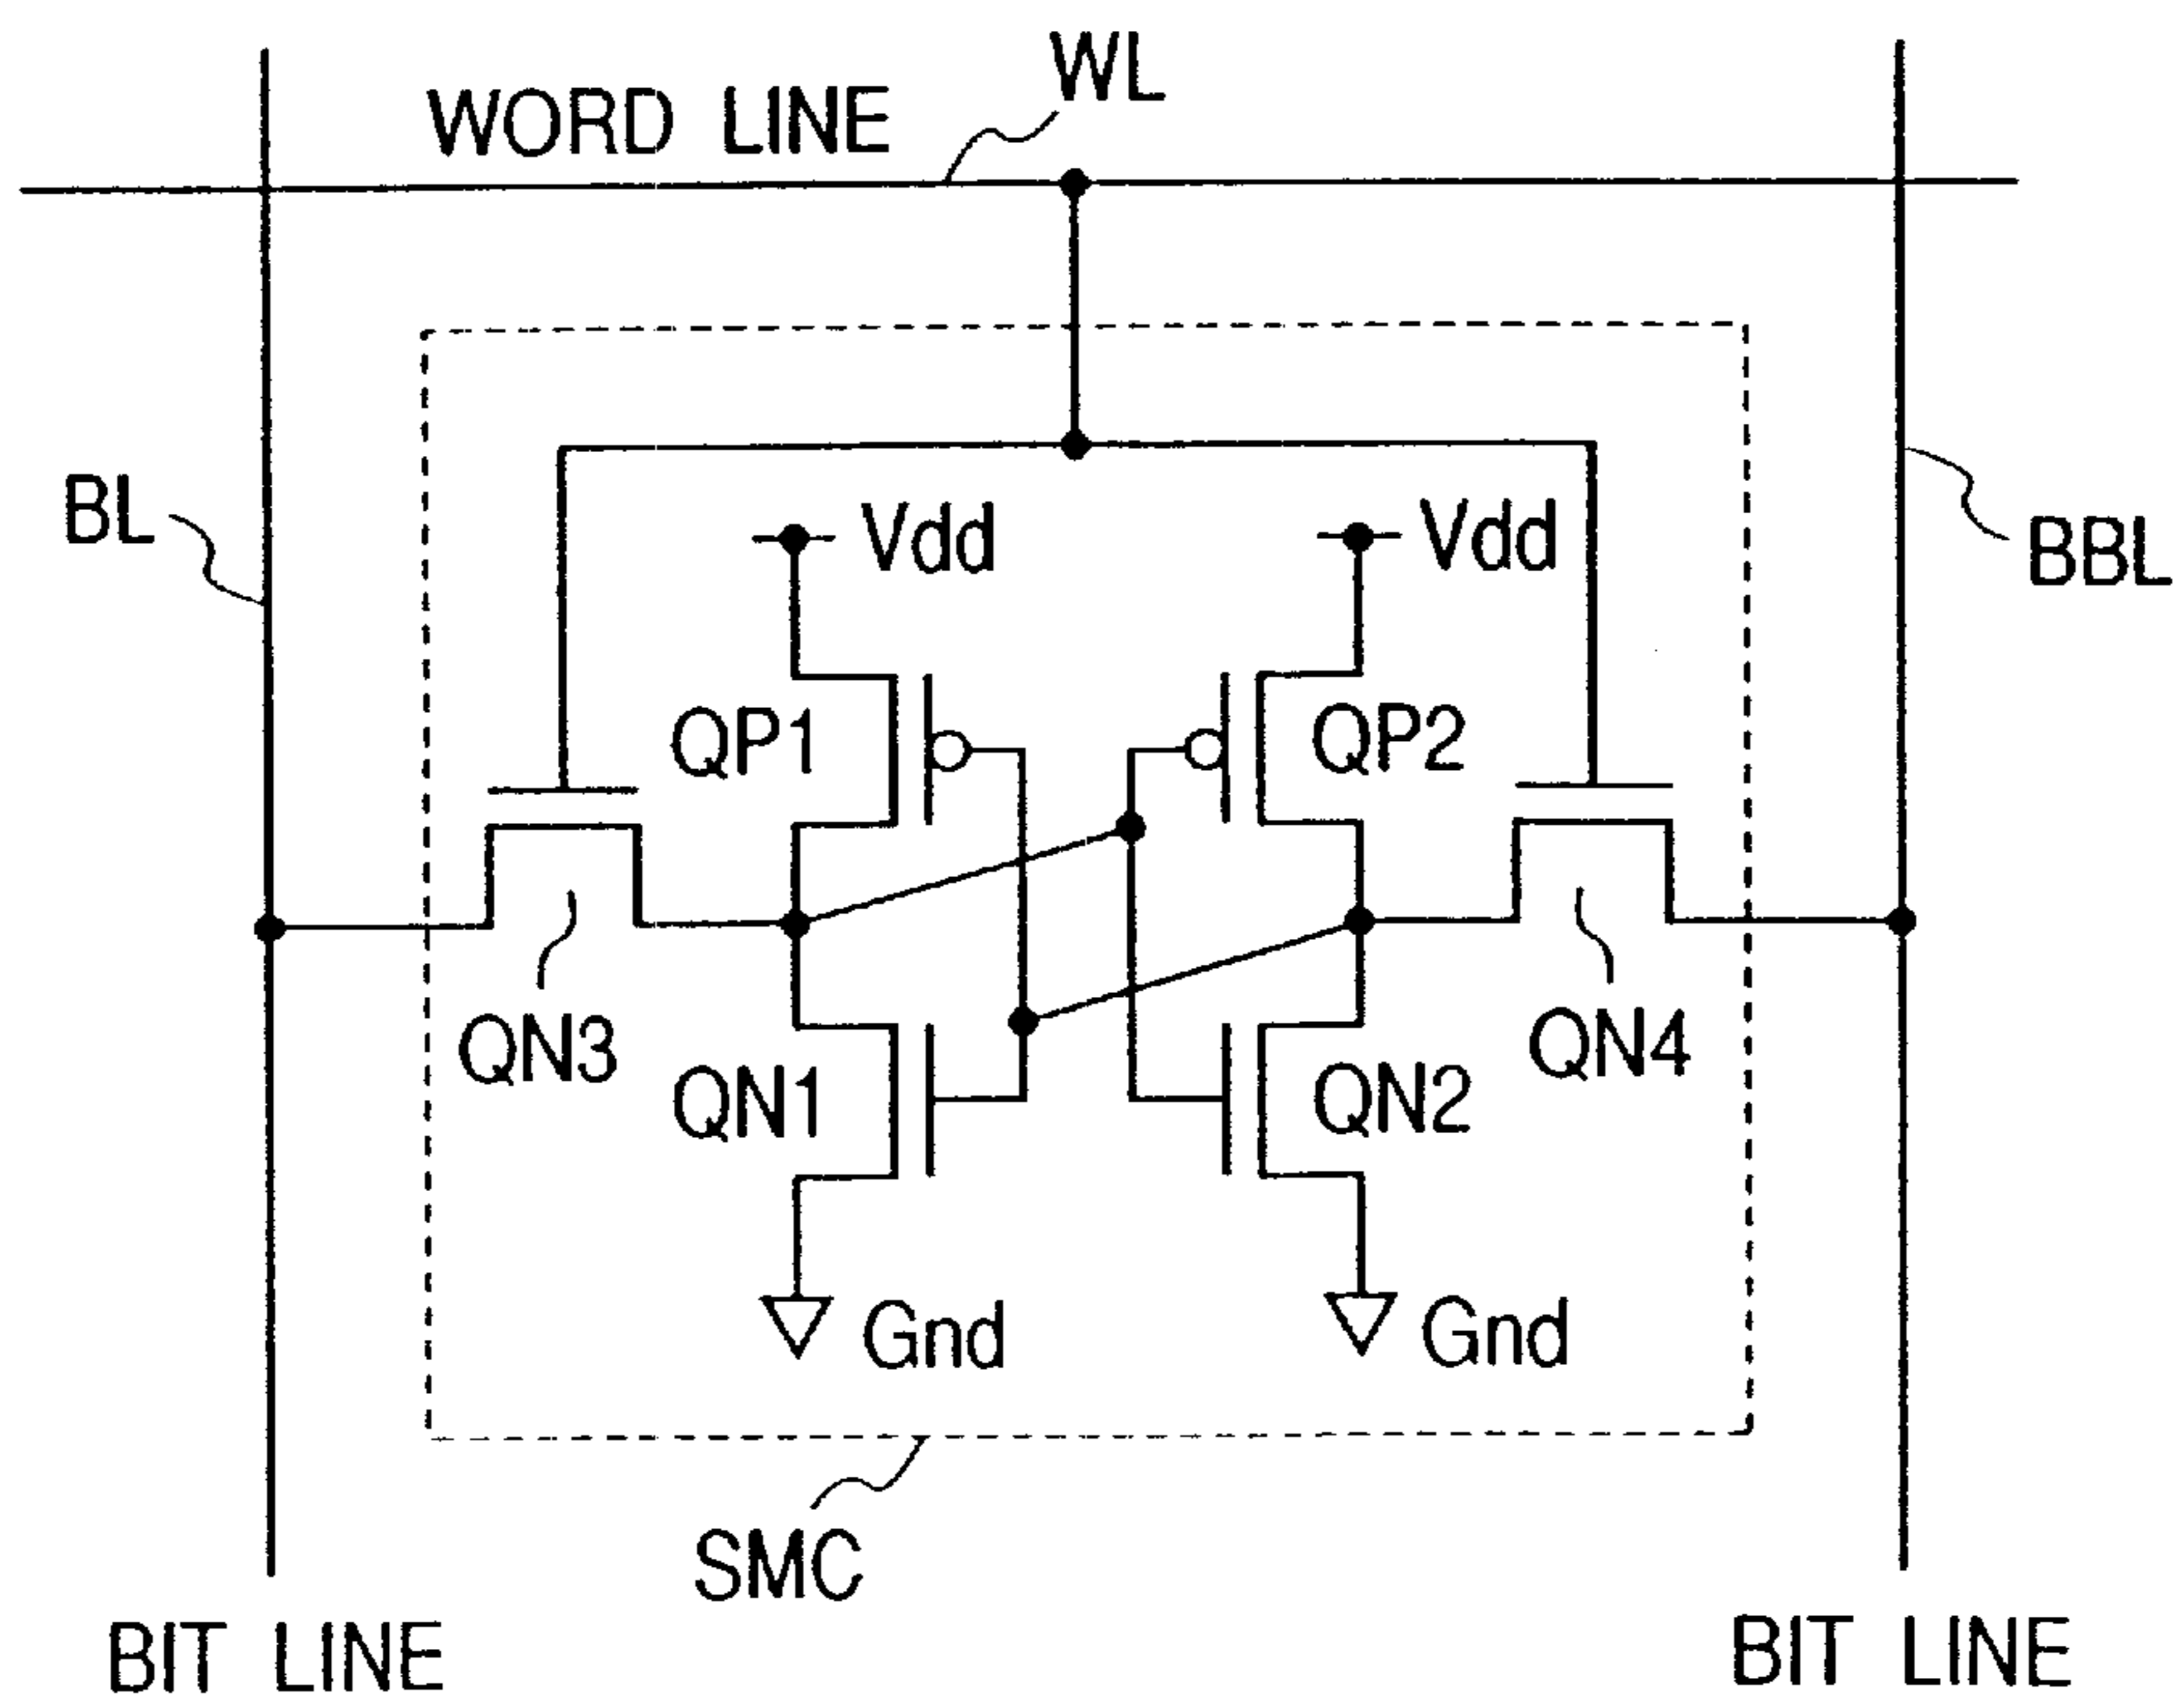 WL
WORD LINE
BL
Vdd
Vdd
BBL
QP1
QP2
QN3
QN4
QN1
QN2
Gnd
Gnd
SMC
BIT LINE
BIT LINE